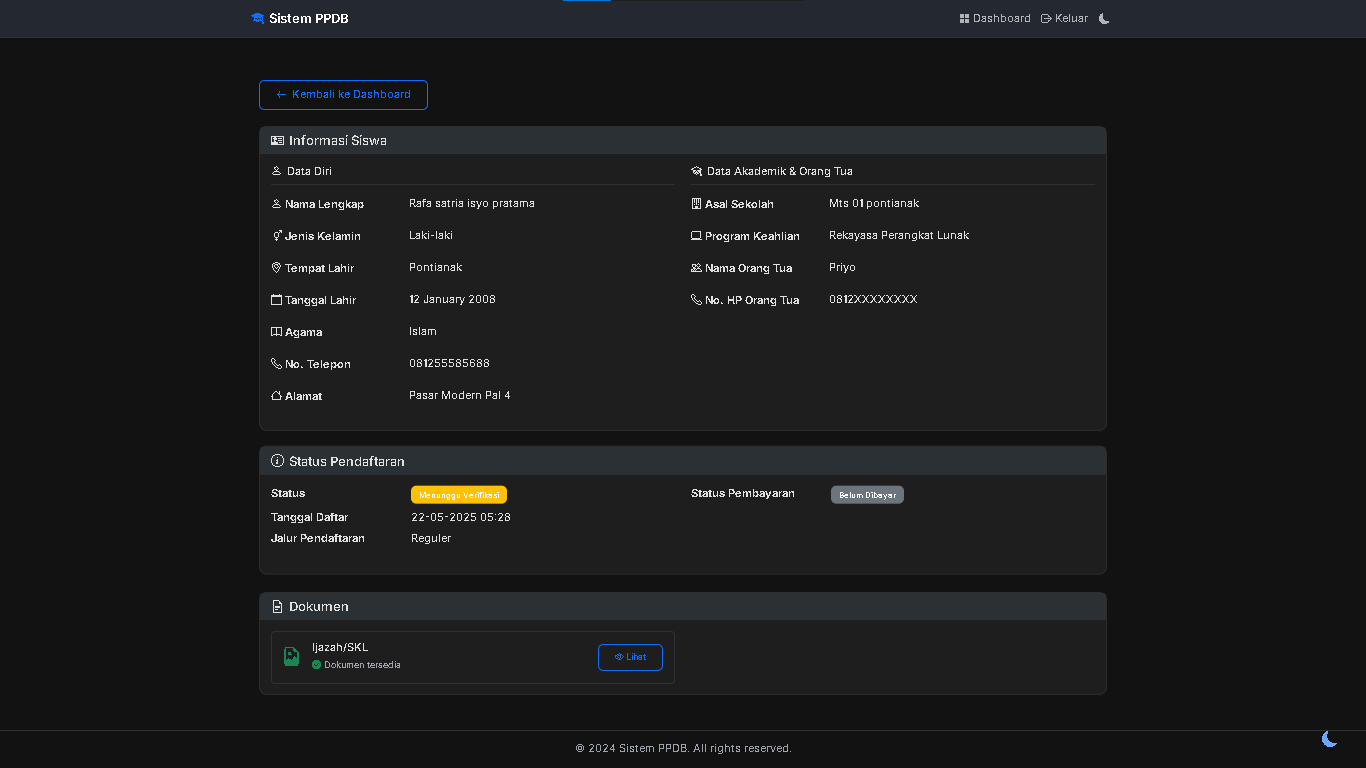 Sistem PPDB
Dashboard
Keluar
Kembali ke Dashboard
Informasi Siswa
Data Diri
Nama Lengkap Rafa satria isyo pratama
Jenis Kelamin Laki-laki
Tempat Lahir Pontianak
Tanggal Lahir 12 January 2008
Agama Islam
No. Telepon 081255585688
Alamat Pasar Modern Pal 4
Data Akademik & Orang Tua
Asal Sekolah Mts 01 pontianak
Program Keahlian Rekayasa Perangkat Lunak
Nama Orang Tua Priyo
No. HP Orang Tua 0812XXXXXXXX
Status Pendaftaran
Status Menunggu Verifikasi
Tanggal Daftar 22-05-2025 05:28
Jalur Pendaftaran Reguler
Status Pembayaran Belum Dibayar
Dokumen
Ijazah/SKL
Dokumen tersedia
Lihat
© 2024 Sistem PPDB. All rights reserved.